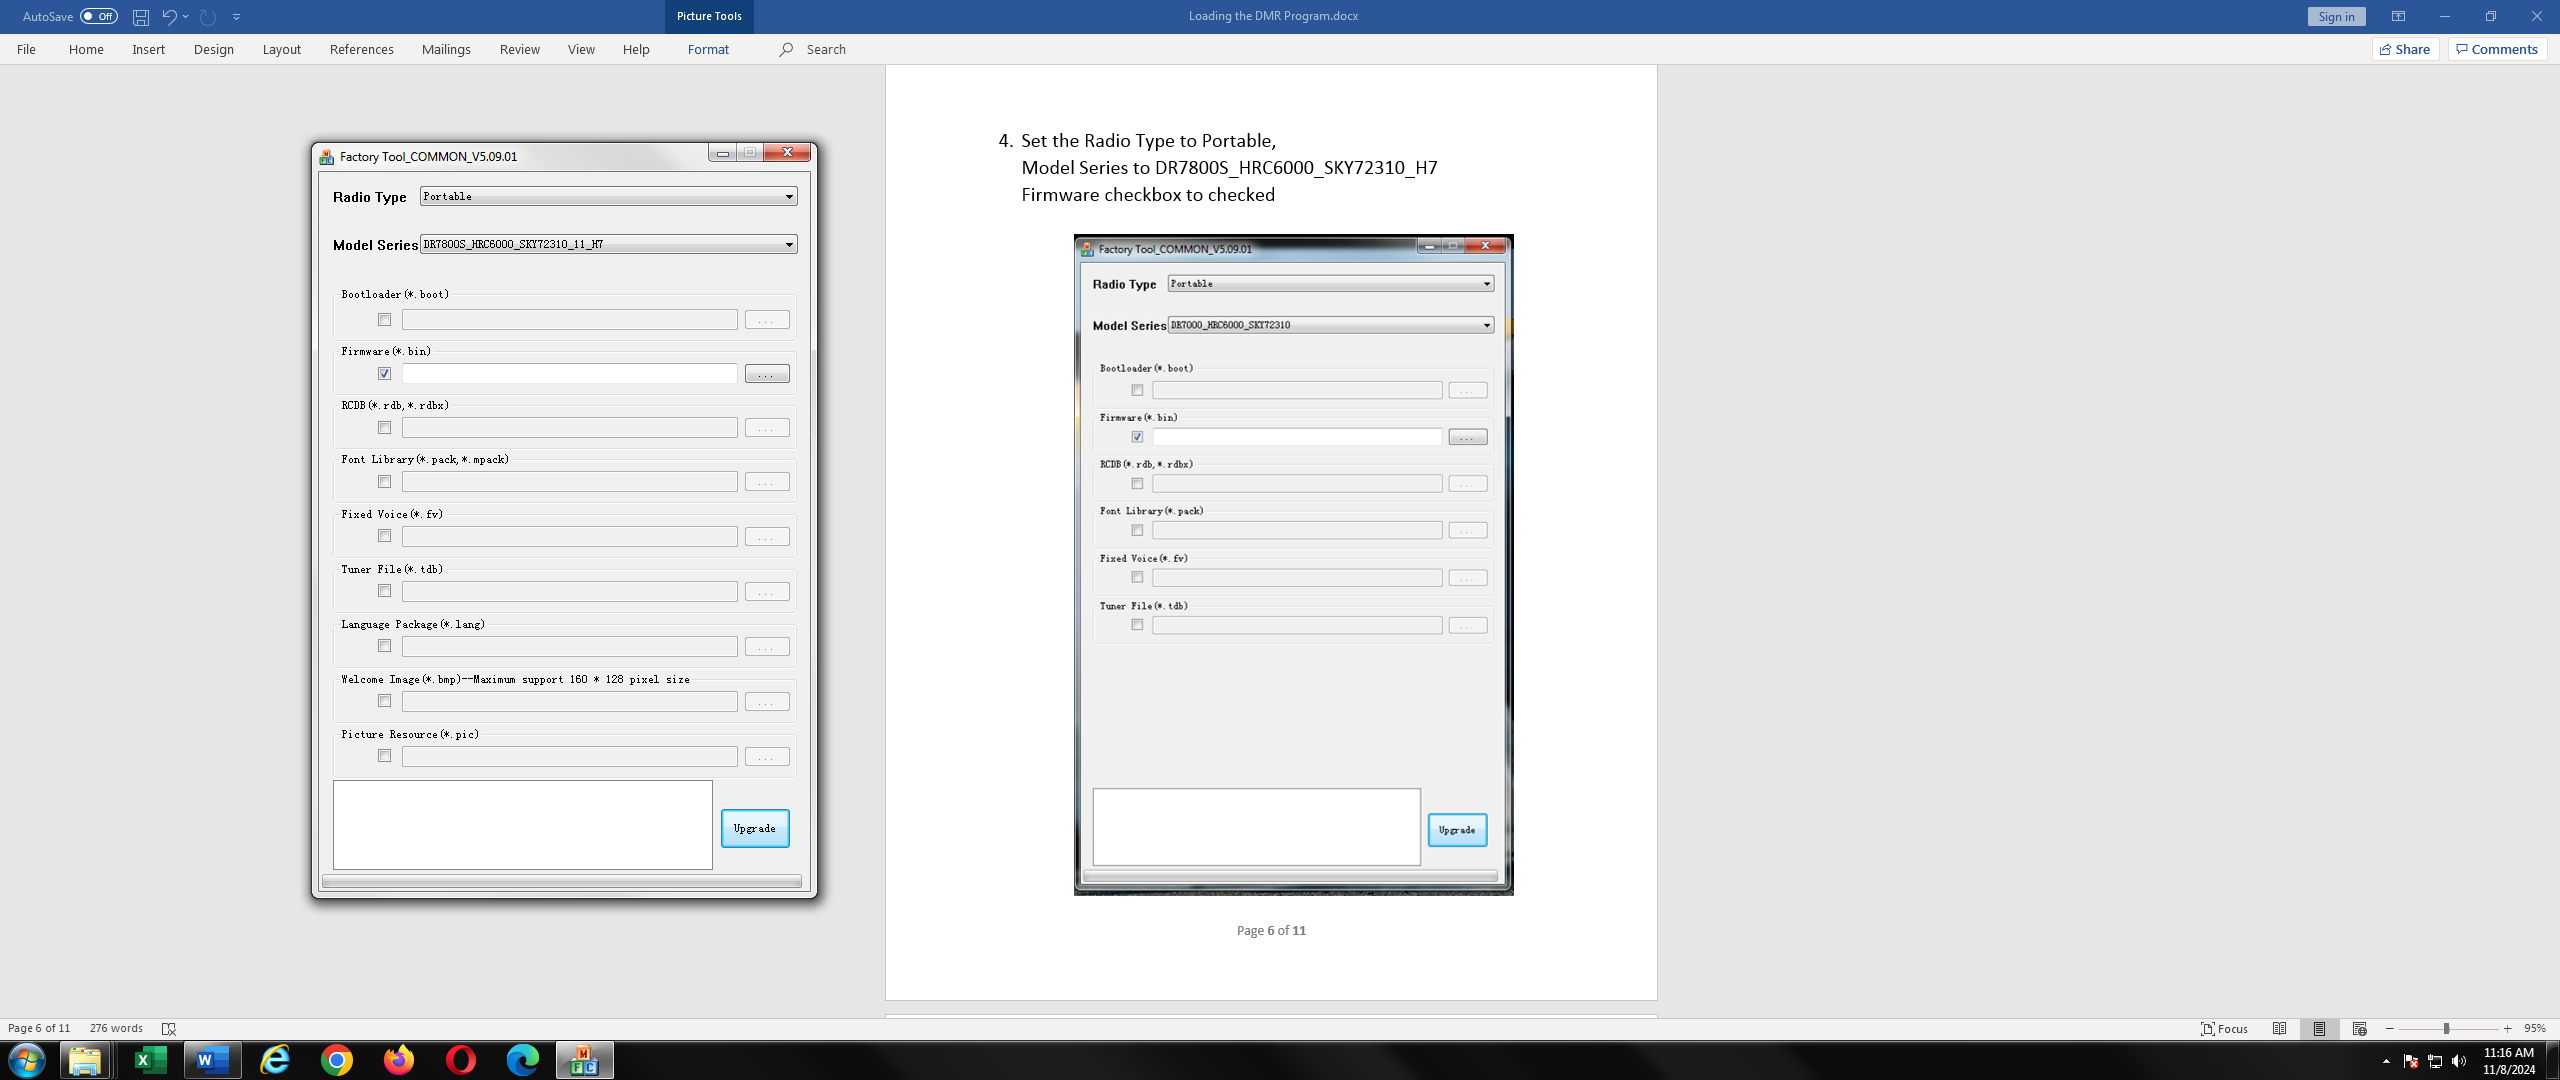 AutoSave Off
Picture Tools
Loading the DMR Program.docx
Sign in
File Home Insert Design Layout References Mailings Review View Help Format Search
Share Comments
Factory Tool_COMMON_V5.09.01
Radio Type Portable
Model Series DR7800S_HRC6000_SKY72310_11_H7
Bootloader(*.boot)
...
Firmware(*.bin)
...
RCDB(*.rdb,*.rdbx)
...
Font Library(*.pack,*.mpack)
...
Fixed Voice(*.fv)
...
Tuner File(*.tdb)
...
Language Package(*.lang)
...
Welcome Image(*.bmp)--Maximum support 160 * 128 pixel size
...
Picture Resource(*.pic)
...
Upgrade
4. Set the Radio Type to Portable,
Model Series to DR7800S_HRC6000_SKY72310_H7
Firmware checkbox to checked
Factory Tool_COMMON_V5.09.01
Radio Type Portable
Model Series DR7000_HRC6000_SKY72310
Bootloader(*.boot)
...
Firmware(*.bin)
...
RCDB(*.rdb,*.rdbx)
...
Font Library(*.pack)
...
Fixed Voice(*.fv)
...
Tuner File(*.tdb)
...
Upgrade
Page 6 of 11
Page 6 of 11 276 words
Focus
95%
11:16 AM
11/8/2024